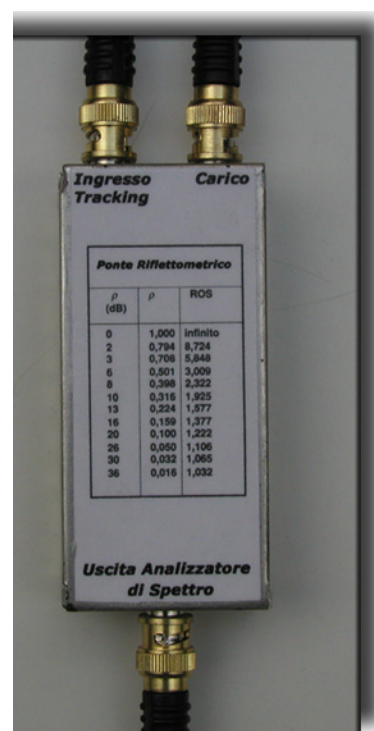 Ingresso Carico
Tracking
Ponte Riflettometrico
ρ ρ ROS
(dB)
0 1,000 infinito
2 0,794 8,724
3 0,708 5,848
6 0,501 3,009
8 0,398 2,322
10 0,316 1,925
13 0,224 1,577
16 0,159 1,377
20 0,100 1,222
26 0,050 1,106
30 0,032 1,065
36 0,016 1,032
Uscita Analizzatore
di Spettro